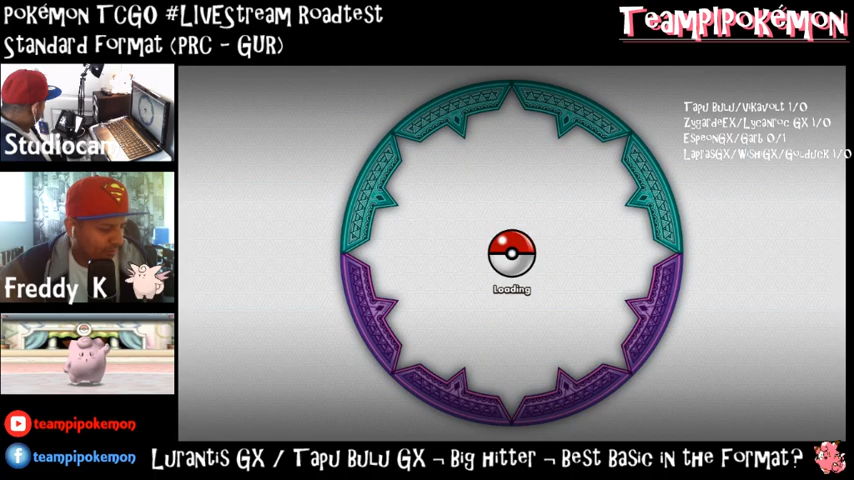 Pokémon TCGO #LIVEStream Roadtest
Standard Format (PRC - GUR)
Teampipokémon
Studiocam
Freddy K
Tapu Bulu/Vikavolt 1/0
ZygardeEX/Lycanroc GX 1/0
EspeonGX/Garb 0/1
LaprasGX/WishiGX/Golduck 1/0
Loading
teampipokemon
teampipokemon
Lurantis GX / Tapu Bulu GX ¬ Big Hitter ¬ Best Basic in the Format?